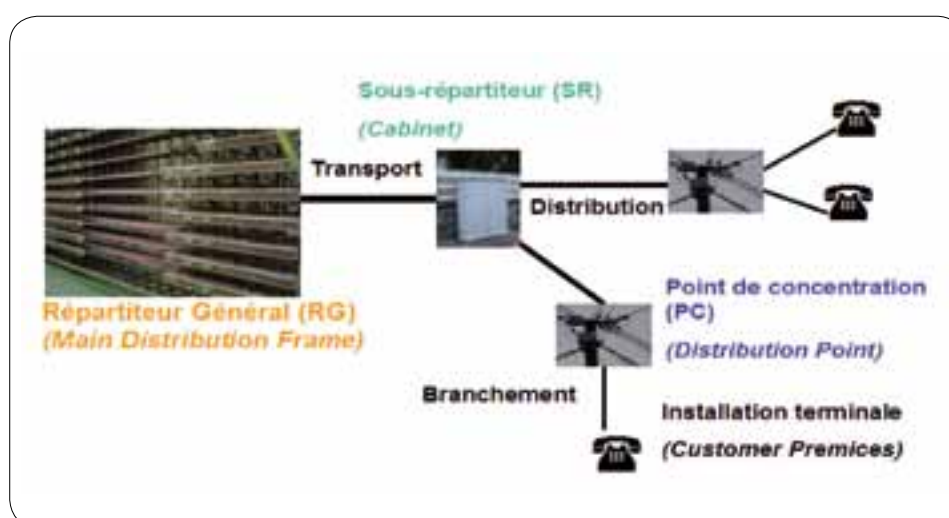 Sous-répartiteur (SR)
(Cabinet)
Transport
Distribution
Répartiteur Général (RG)
(Main Distribution Frame)
Point de concentration
(PC)
(Distribution Point)
Branchement
Installation terminale
(Customer Premices)